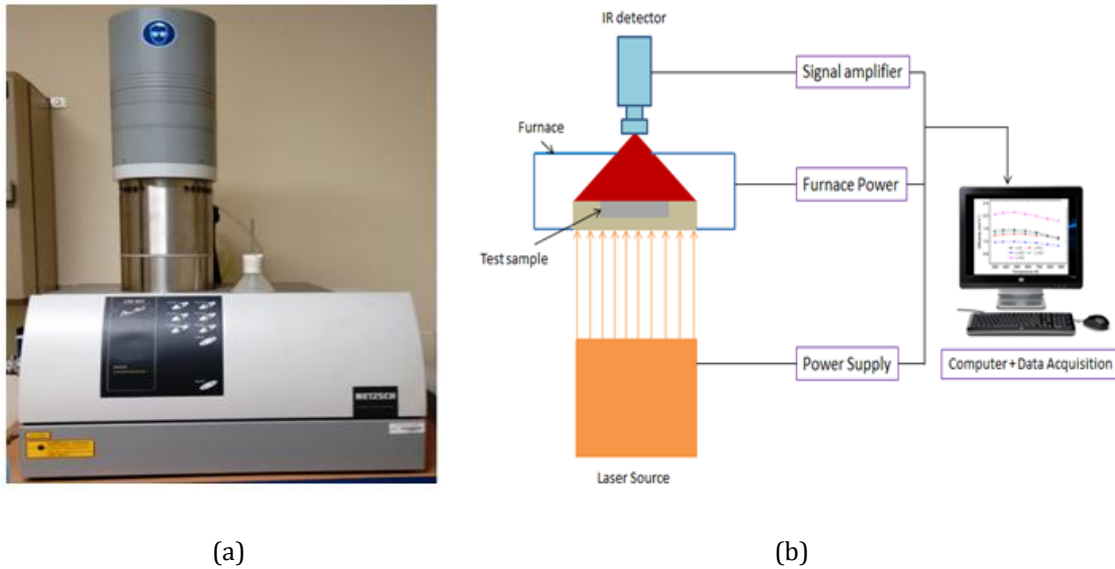 NETZSCH
(a)
IR detector
Signal amplifier
Furnace
Furnace Power
Test sample
Power Supply
Computer+Data Acquisition
Laser Source
(b)